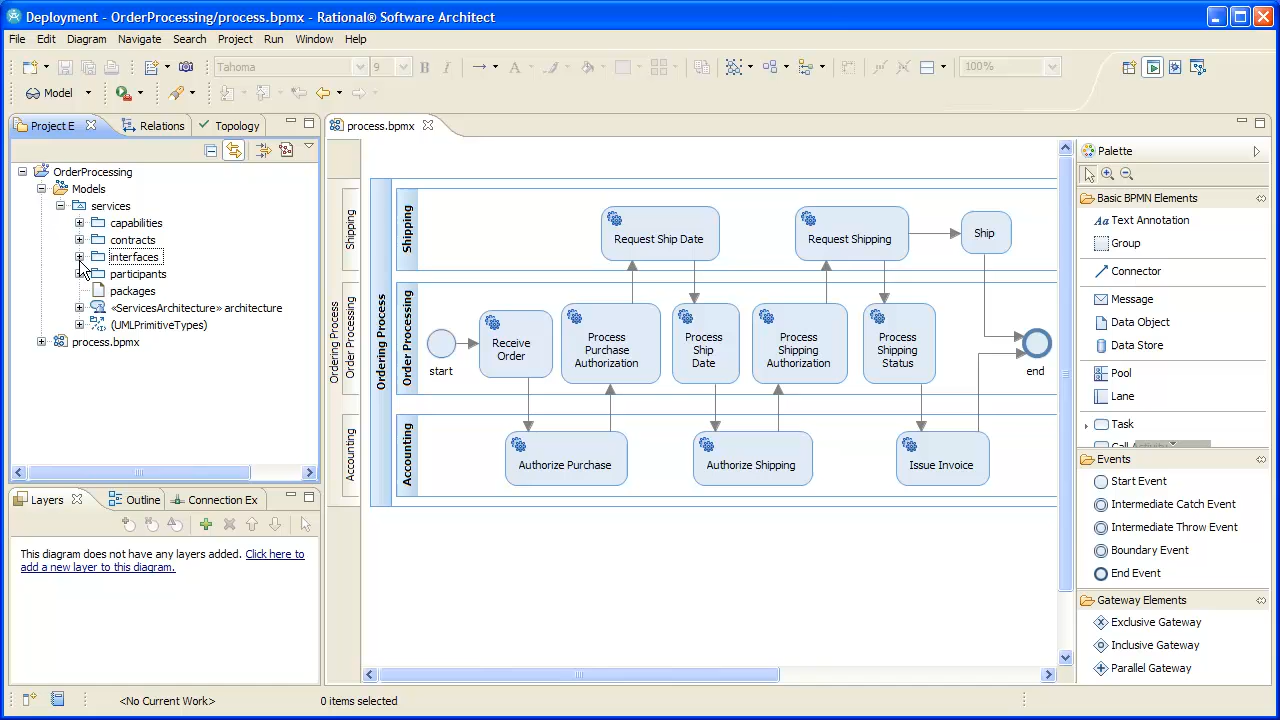 Deployment - OrderProcessing/process.bpmx - Rational® Software Architect
File Edit Diagram Navigate Search Project Run Window Help
Tahoma 9 B I A 100%
Model
Project E
Relations
Topology
process.bpmx
OrderProcessing
Models
services
capabilities
contracts
interfaces
participants
packages
«ServicesArchitecture» architecture
(UMLPrimitiveTypes)
process.bpmx
Ordering Process
Shipping
Order Processing
Accounting
Ordering Process
Shipping
Request Ship Date
Request Shipping
Ship
Order Processing
start
Receive
Order
Process
Purchase
Authorization
Process
Ship
Date
Process
Shipping
Authorization
Process
Shipping
Status
end
Accounting
Authorize Purchase
Authorize Shipping
Issue Invoice
Palette
Basic BPMN Elements
Aa Text Annotation
Group
Connector
Message
Data Object
Data Store
Pool
Lane
Task
Events
Start Event
Intermediate Catch Event
Intermediate Throw Event
Boundary Event
End Event
Gateway Elements
Exclusive Gateway
Inclusive Gateway
Parallel Gateway
Layers
Outline
Connection Ex
This diagram does not have any layers added. Click here to
add a new layer to this diagram.
<No Current Work>
0 items selected